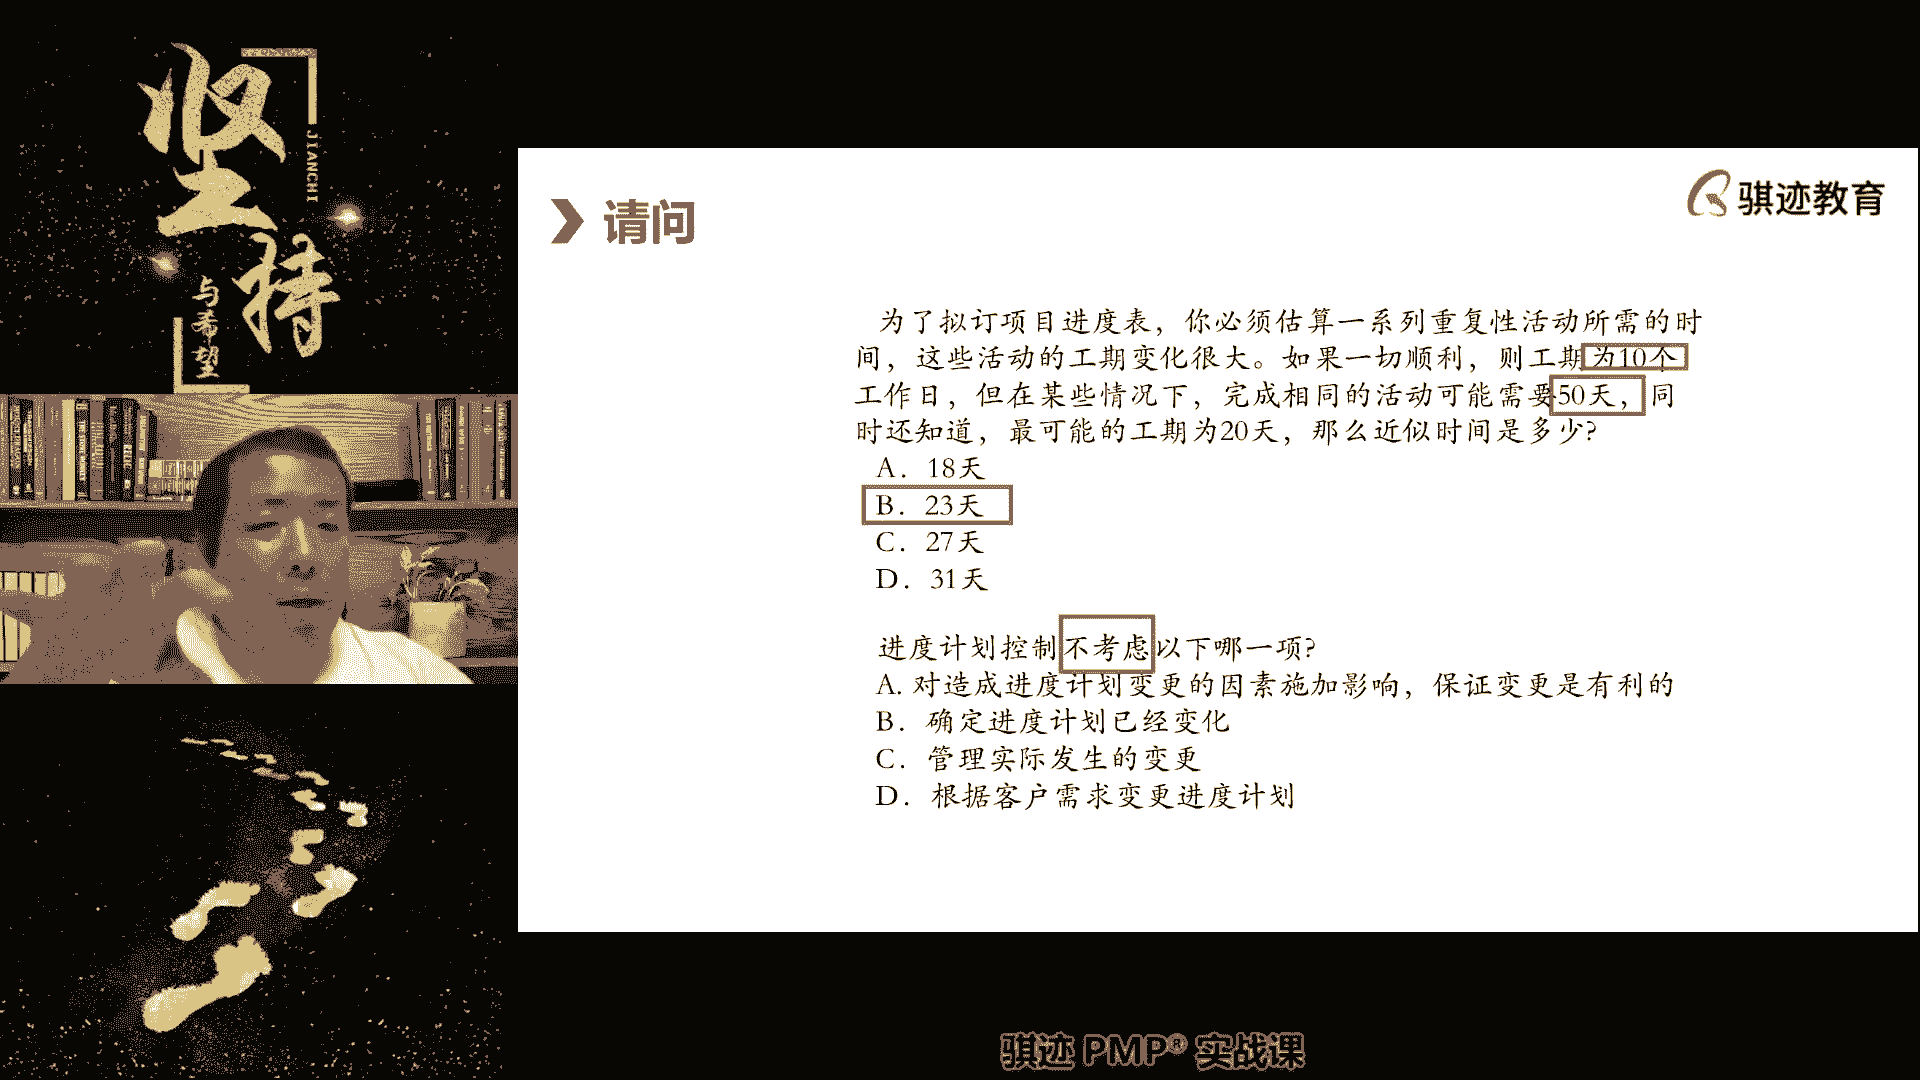 坚持
JIANCHI
与希望
请问
骐迹教育
为了拟订项目进度表，你必须估算一系列重复性活动所需的时
间，这些活动的工期变化很大。如果一切顺利，则工期为10个
工作日，但在某些情况下，完成相同的活动可能需要50天，同
时还知道，最可能的工期为20天，那么近似时间是多少?
A．18天
B．23天
C．27天
D．31天
进度计划控制不考虑以下哪一项?
A. 对造成进度计划变更的因素施加影响，保证变更是有利的
B．确定进度计划已经变化
C．管理实际发生的变更
D．根据客户需求变更进度计划
骐迹 PMP® 实战课